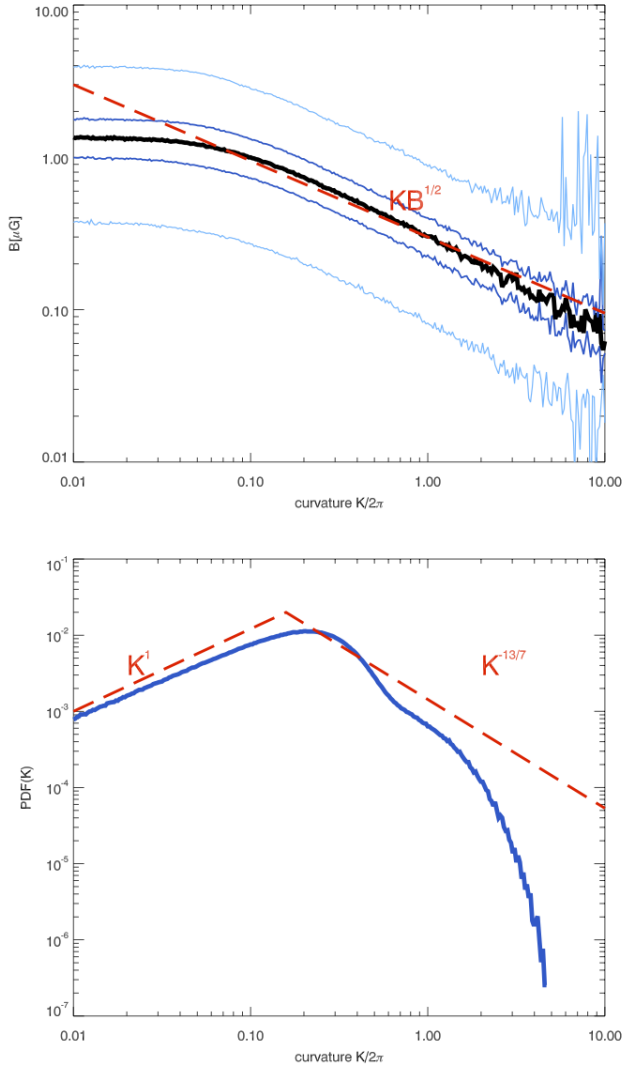 10.00
1.00
0.10
0.01
B[μG]
KB^1/2
0.01 0.10 1.00 10.00
curvature K/2π
10^-1
10^-2
10^-3
10^-4
10^-5
10^-6
10^-7
PDF(K)
K^1
K^-13/7
0.01 0.10 1.00 10.00
curvature K/2π